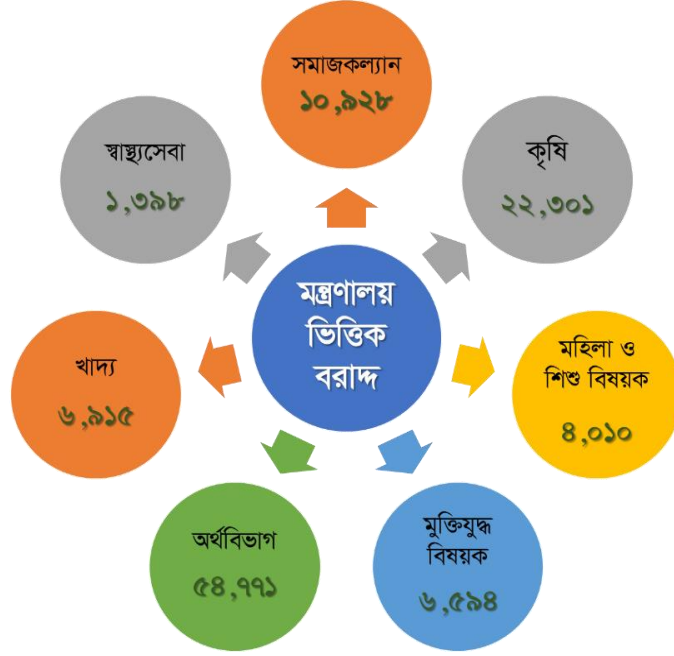 সমাজকল্যান
১০,৯২৮
স্বাস্থ্যসেবা
১,৩৯৮
কৃষি
২২,৩০১
মন্ত্রণালয়
ভিত্তিক
বরাদ্দ
খাদ্য
৬,৯১৫
মহিলা ও
শিশু বিষয়ক
৪,০১০
অর্থবিভাগ
৫৪,৭৭১
মুক্তিযুদ্ধ
বিষয়ক
৬,৫৯৪